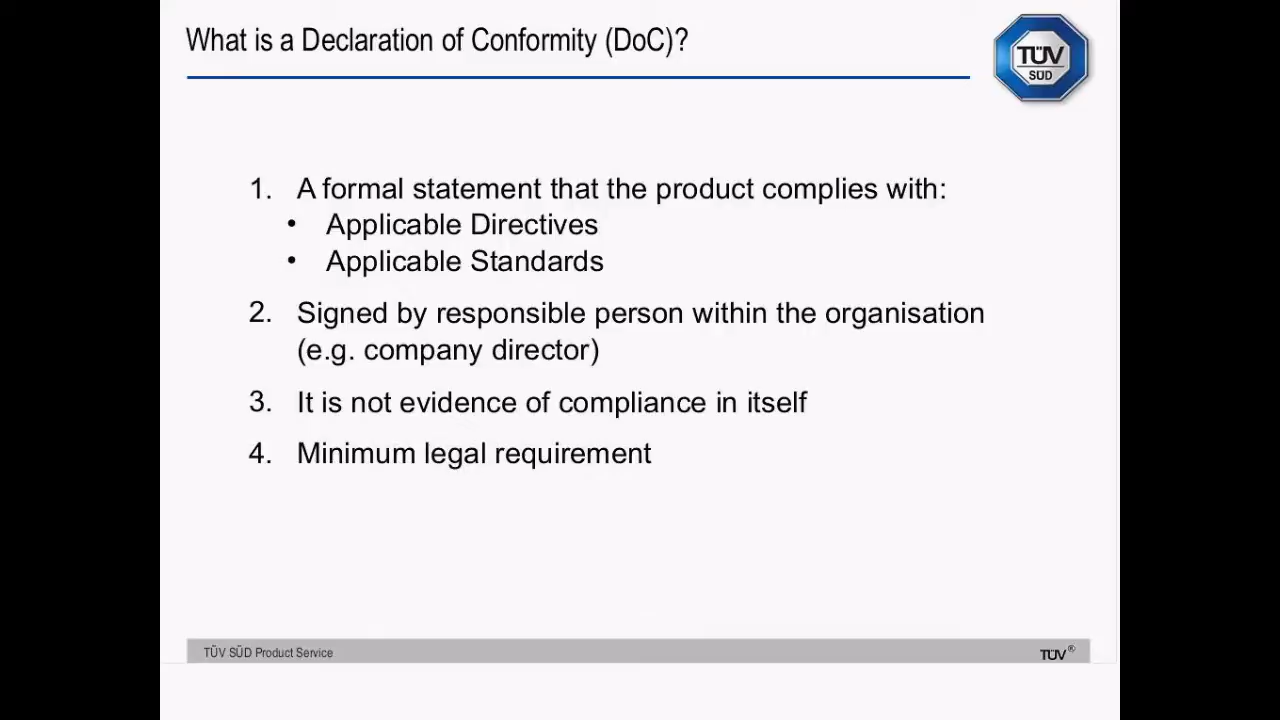 What is a Declaration of Conformity (DoC)?
TÜV
SÜD
1. A formal statement that the product complies with:
• Applicable Directives
• Applicable Standards
2. Signed by responsible person within the organisation
(e.g. company director)
3. It is not evidence of compliance in itself
4. Minimum legal requirement
TÜV SÜD Product Service
TÜV®